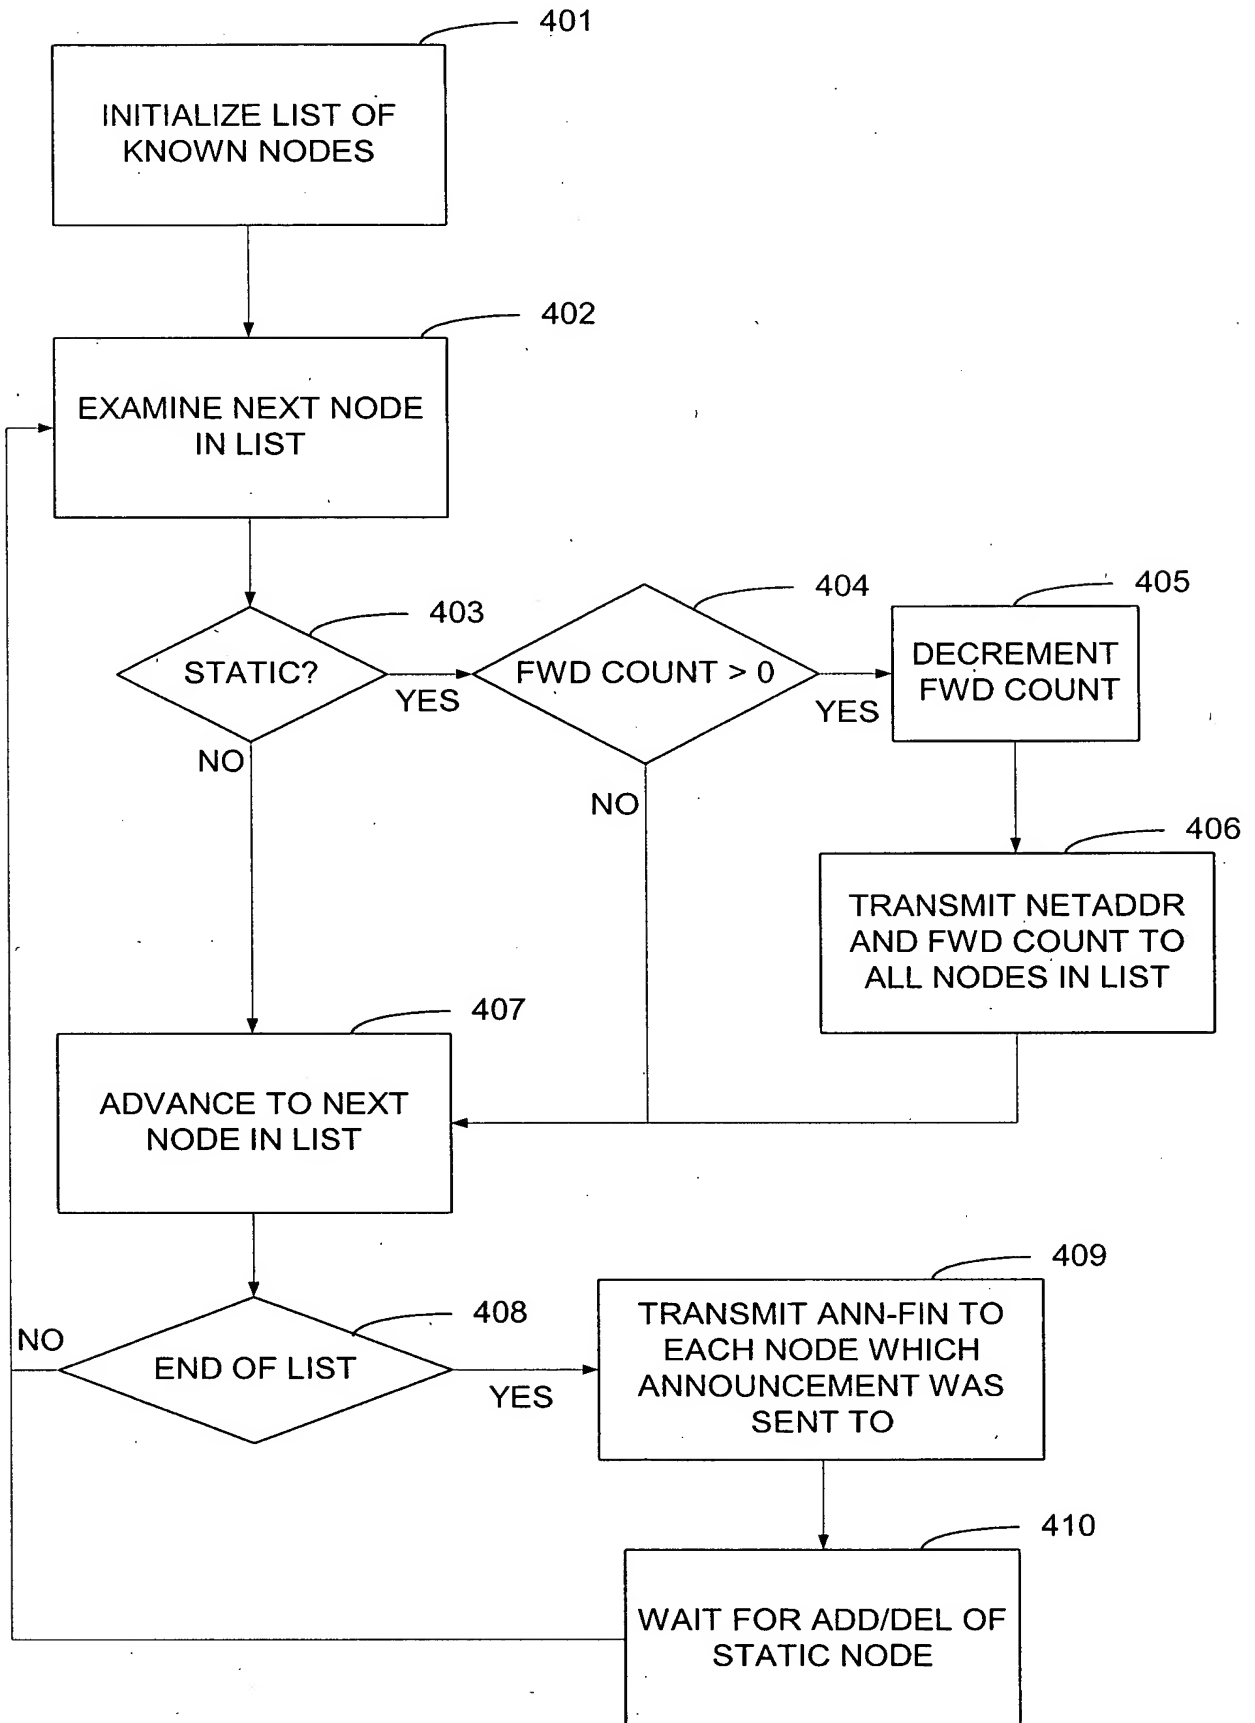 401
INITIALIZE LIST OF
KNOWN NODES
402
EXAMINE NEXT NODE
IN LIST
403
STATIC?
YES
NO
404
FWD COUNT > 0
YES
NO
405
DECREMENT
FWD COUNT
406
TRANSMIT NETADDR
AND FWD COUNT TO
ALL NODES IN LIST
407
ADVANCE TO NEXT
NODE IN LIST
408
END OF LIST
NO
YES
409
TRANSMIT ANN-FIN TO
EACH NODE WHICH
ANNOUNCEMENT WAS
SENT TO
410
WAIT FOR ADD/DEL OF
STATIC NODE